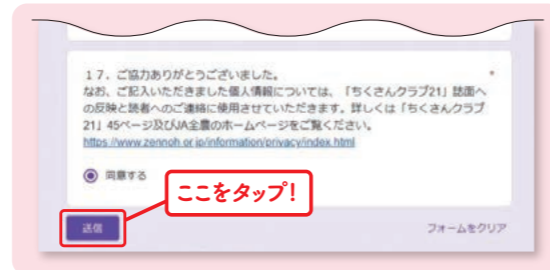 17. ご協力ありがとうございました。 *
なお、ご記入いただきました個人情報については、「ちくさんクラブ21」誌面へ
の反映と読者へのご連絡に使用させていただきます。詳しくは「ちくさんクラブ
21」45ページ及びJA全農のホームページをご覧ください。
https://www.zennoh.or.jp/information/privacy/index.html
同意する
ここをタップ!
送信
フォームをクリア